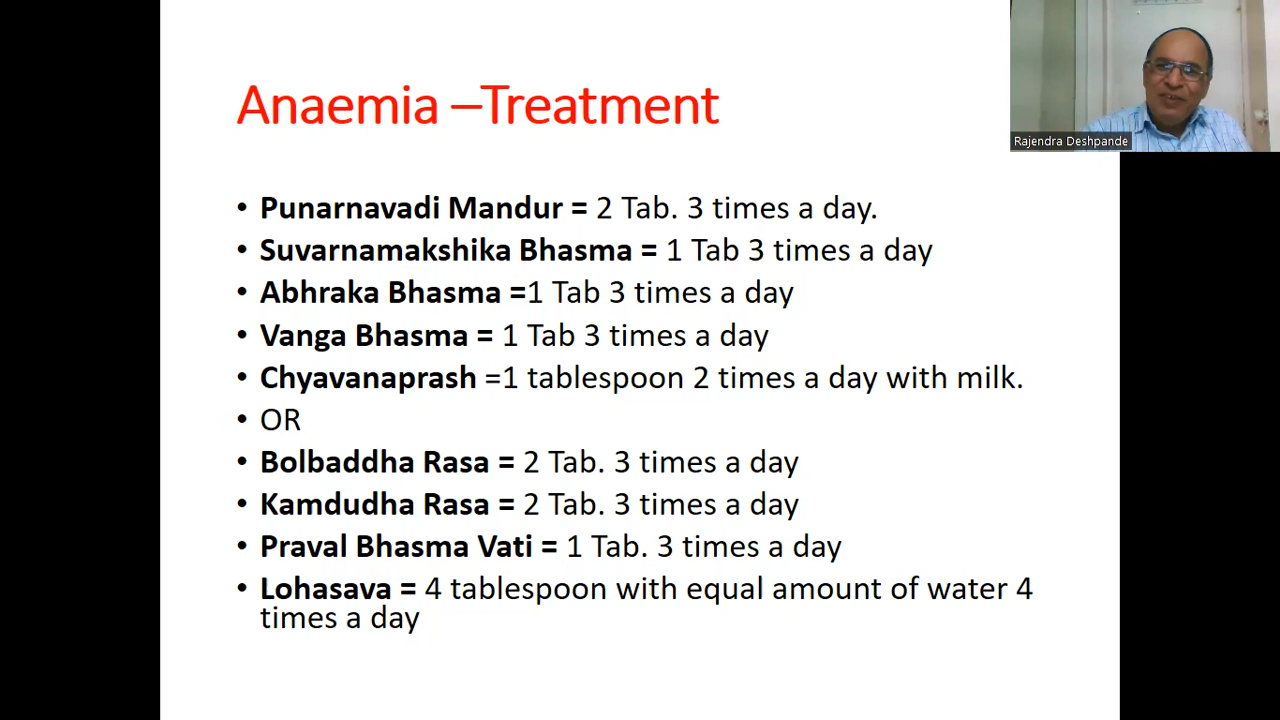 Anaemia –Treatment
Rajendra Deshpande
• Punarnavadi Mandur = 2 Tab. 3 times a day.
• Suvarnamakshika Bhasma = 1 Tab 3 times a day
• Abhraka Bhasma =1 Tab 3 times a day
• Vanga Bhasma = 1 Tab 3 times a day
• Chyavanaprash =1 tablespoon 2 times a day with milk.
• OR
• Bolbaddha Rasa = 2 Tab. 3 times a day
• Kamdudha Rasa = 2 Tab. 3 times a day
• Praval Bhasma Vati = 1 Tab. 3 times a day
• Lohasava = 4 tablespoon with equal amount of water 4
times a day